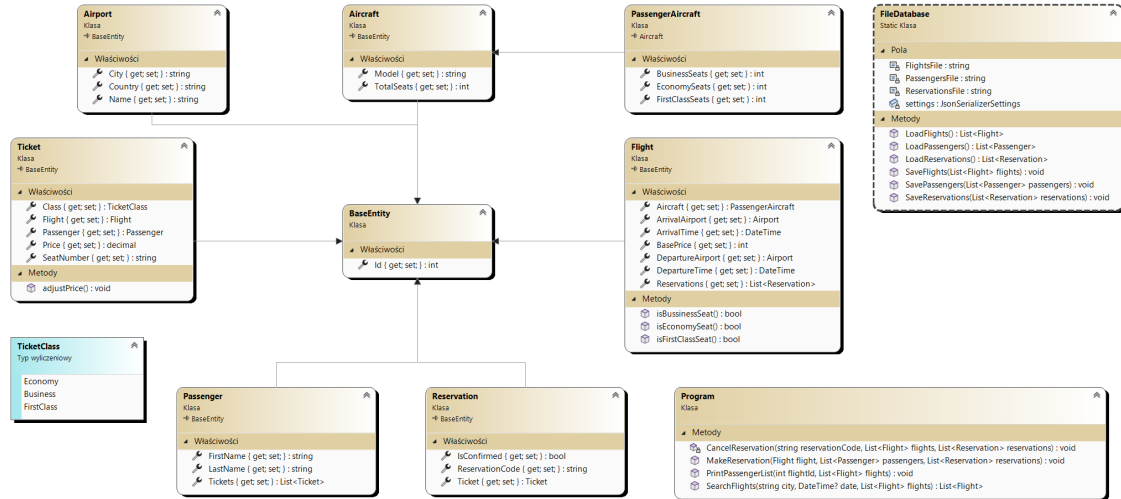 Airport
Klasa
BaseEntity
Właściwości
City { get; set; } : string
Country { get; set; } : string
Name { get; set; } : string
Aircraft
Klasa
BaseEntity
Właściwości
Model { get; set; } : string
TotalSeats { get; set; } : int
PassengerAircraft
Klasa
Aircraft
Właściwości
BusinessSeats { get; set; } : int
EconomySeats { get; set; } : int
FirstClassSeats { get; set; } : int
FileDatabase
Static Klasa
Pola
FlightsFile : string
PassengersFile : string
ReservationsFile : string
settings : JsonSerializerSettings
Metody
LoadFlights() : List<Flight>
LoadPassengers() : List<Passenger>
LoadReservations() : List<Reservation>
SaveFlights(List<Flight> flights) : void
SavePassengers(List<Passenger> passengers) : void
SaveReservations(List<Reservation> reservations) : void
Ticket
Klasa
BaseEntity
Właściwości
Class { get; set; } : TicketClass
Flight { get; set; } : Flight
Passenger { get; set; } : Passenger
Price { get; set; } : decimal
SeatNumber { get; set; } : string
Metody
adjustPrice() : void
BaseEntity
Klasa
Właściwości
Id { get; set; } : int
Flight
Klasa
BaseEntity
Właściwości
Aircraft { get; set; } : PassengerAircraft
ArrivalAirport { get; set; } : Airport
ArrivalTime { get; set; } : DateTime
BasePrice { get; set; } : int
DepartureAirport { get; set; } : Airport
DepartureTime { get; set; } : DateTime
Reservations { get; set; } : List<Reservation>
Metody
isBussinessSeat() : bool
isEconomySeat() : bool
isFirstClassSeat() : bool
TicketClass
Typ wyliczeniowy
Economy
Business
FirstClass
Passenger
Klasa
BaseEntity
Właściwości
FirstName { get; set; } : string
LastName { get; set; } : string
Tickets { get; set; } : List<Ticket>
Reservation
Klasa
BaseEntity
Właściwości
IsConfirmed { get; set; } : bool
ReservationCode { get; set; } : string
Ticket { get; set; } : Ticket
Program
Klasa
Metody
CancelReservation(string reservationCode, List<Flight> flights, List<Reservation> reservations) : void
MakeReservation(Flight flight, List<Passenger> passengers, List<Reservation> reservations) : void
PrintPassengerList(int flightId, List<Flight> flights) : void
SearchFlights(string city, DateTime? date, List<Flight> flights) : List<Flight>